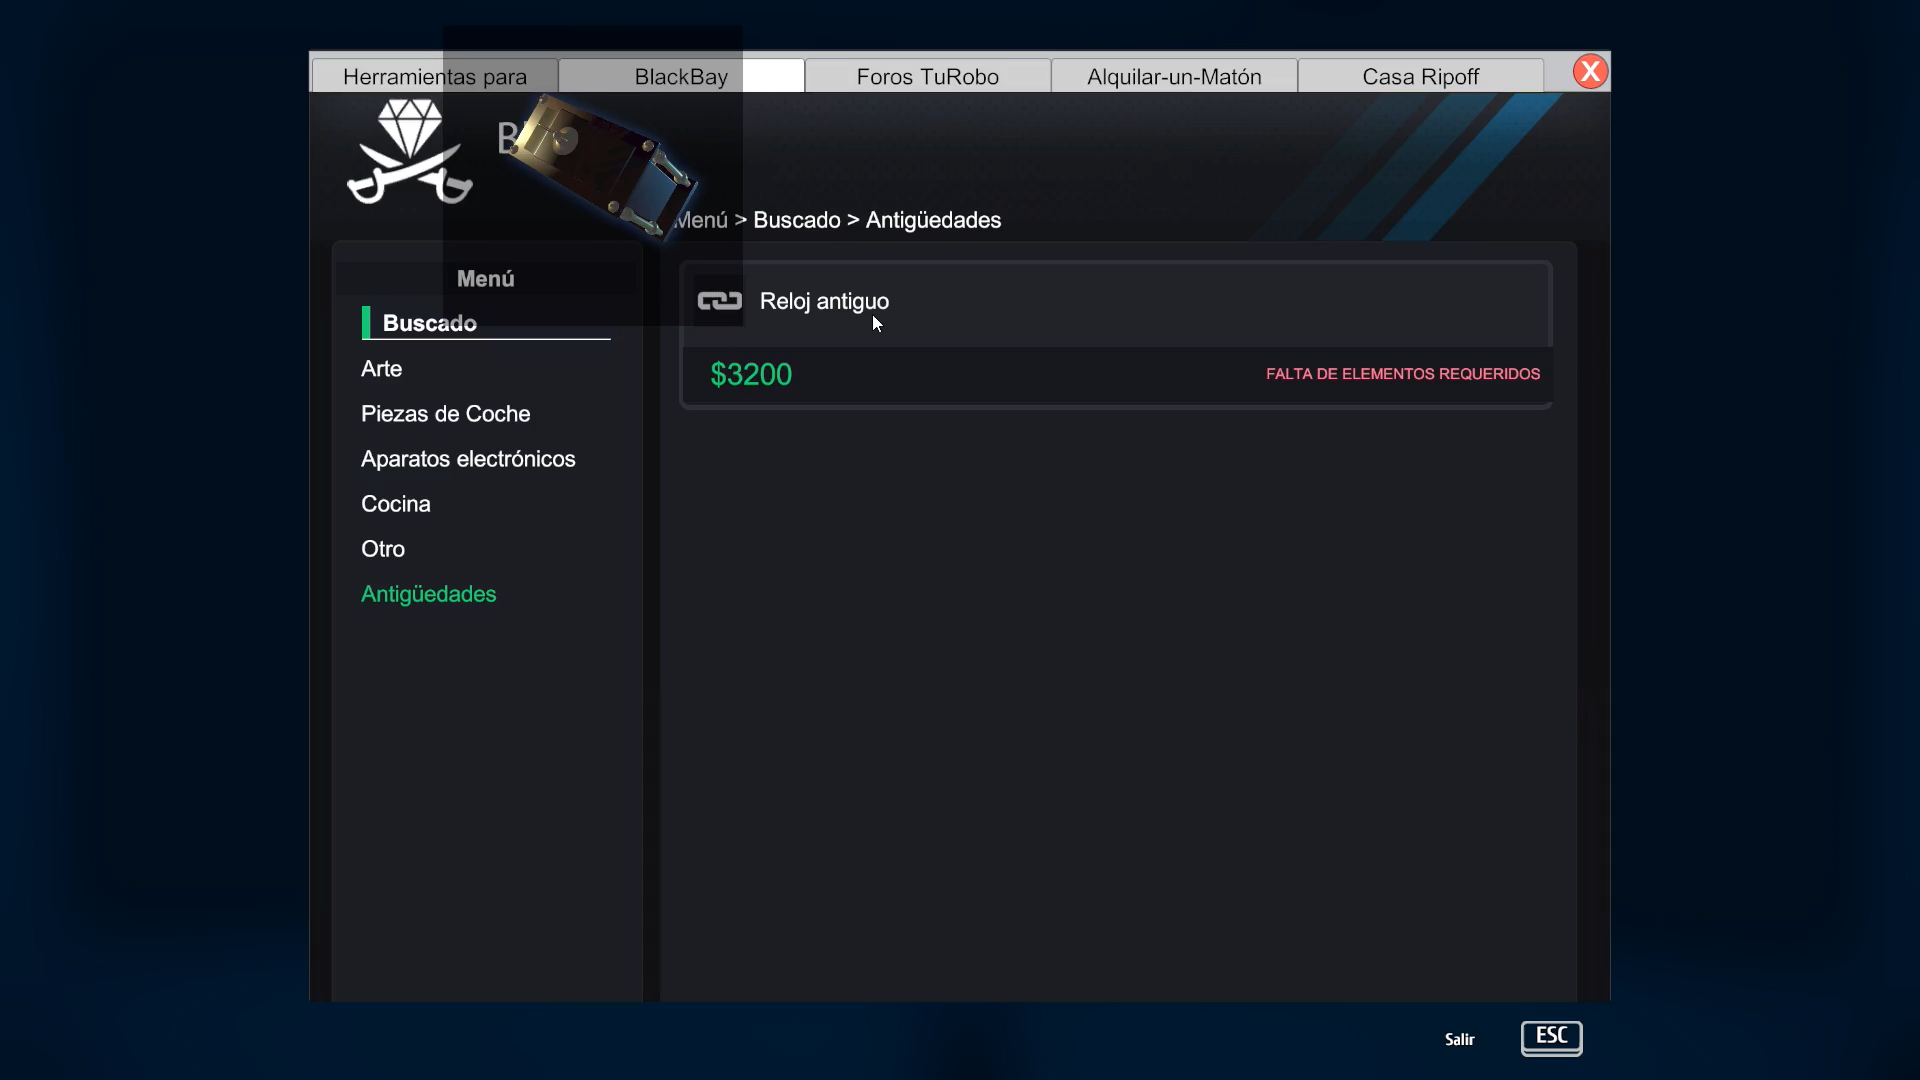 Herramientas para
BlackBay
Foros TuRobo
Alquilar-un-Matón
Casa Ripoff
X
Menú > Buscado > Antigüedades
Menú
Buscado
Arte
Piezas de Coche
Aparatos electrónicos
Cocina
Otro
Antigüedades
Reloj antiguo
$3200
FALTA DE ELEMENTOS REQUERIDOS
Salir
ESC